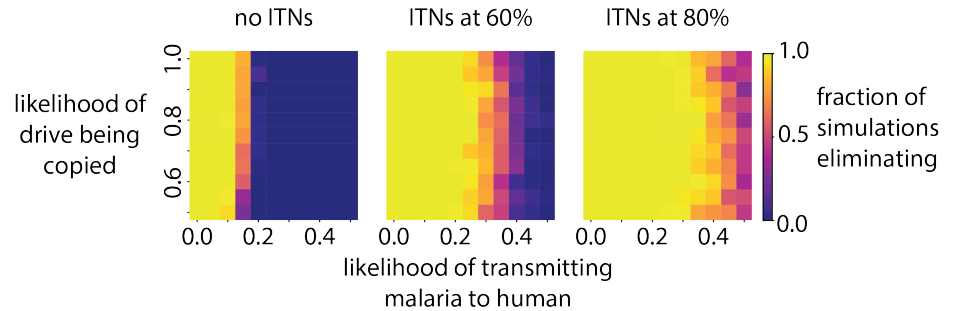 no ITNs
ITNs at 60%
ITNs at 80%
likelihood of
drive being
copied
1.0
0.8
0.6
0.0 0.2 0.4
0.0 0.2 0.4
0.0 0.2 0.4
1.0
0.5
0.0
fraction of
simulations
eliminating
likelihood of transmitting
malaria to human